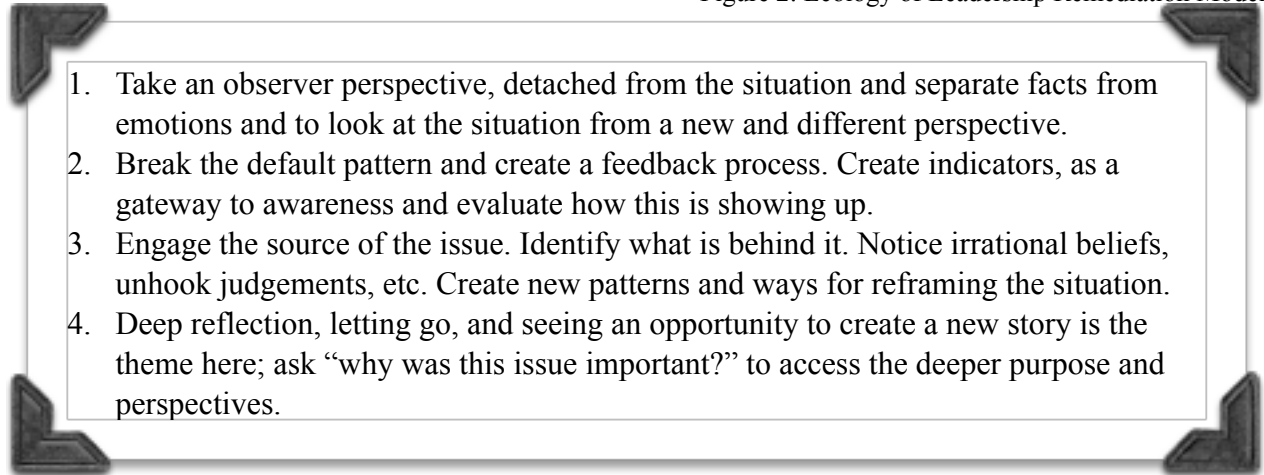 Figure 2: Ecology of Leadership Remediation Model
1. Take an observer perspective, detached from the situation and separate facts from
emotions and to look at the situation from a new and different perspective.
2. Break the default pattern and create a feedback process. Create indicators, as a
gateway to awareness and evaluate how this is showing up.
3. Engage the source of the issue. Identify what is behind it. Notice irrational beliefs,
unhook judgements, etc. Create new patterns and ways for reframing the situation.
4. Deep reflection, letting go, and seeing an opportunity to create a new story is the
theme here; ask “why was this issue important?” to access the deeper purpose and
perspectives.